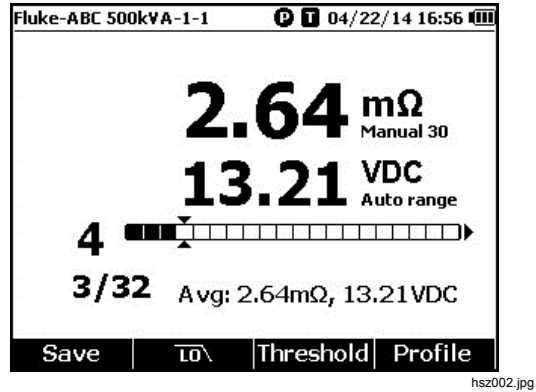 Fluke-ABC 500kVA-1-1 P T 04/22/14 16:56
2.64 mΩ
Manual 30
13.21 VDC
Auto range
4
3/32 Avg: 2.64mΩ, 13.21VDC
Save LO Threshold Profile
hsz002.jpg